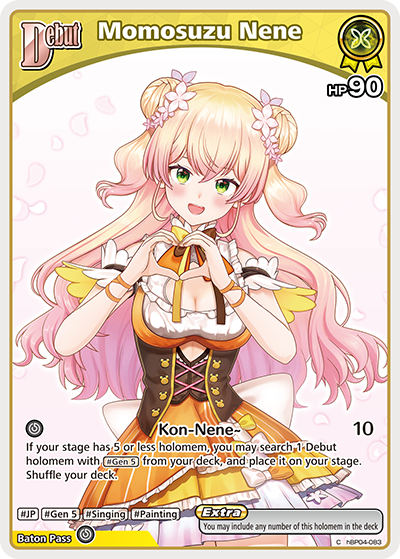 Debut
Momosuzu Nene
HP90
Kon-Nene~ 10
If your stage has 5 or less holomem, you may search 1 Debut
holomem with #Gen 5 from your deck, and place it on your stage.
Shuffle your deck.
#JP #Gen 5 #Singing #Painting
Extra
You may include any number of this holomem in the deck
Baton Pass
C hBP04-083